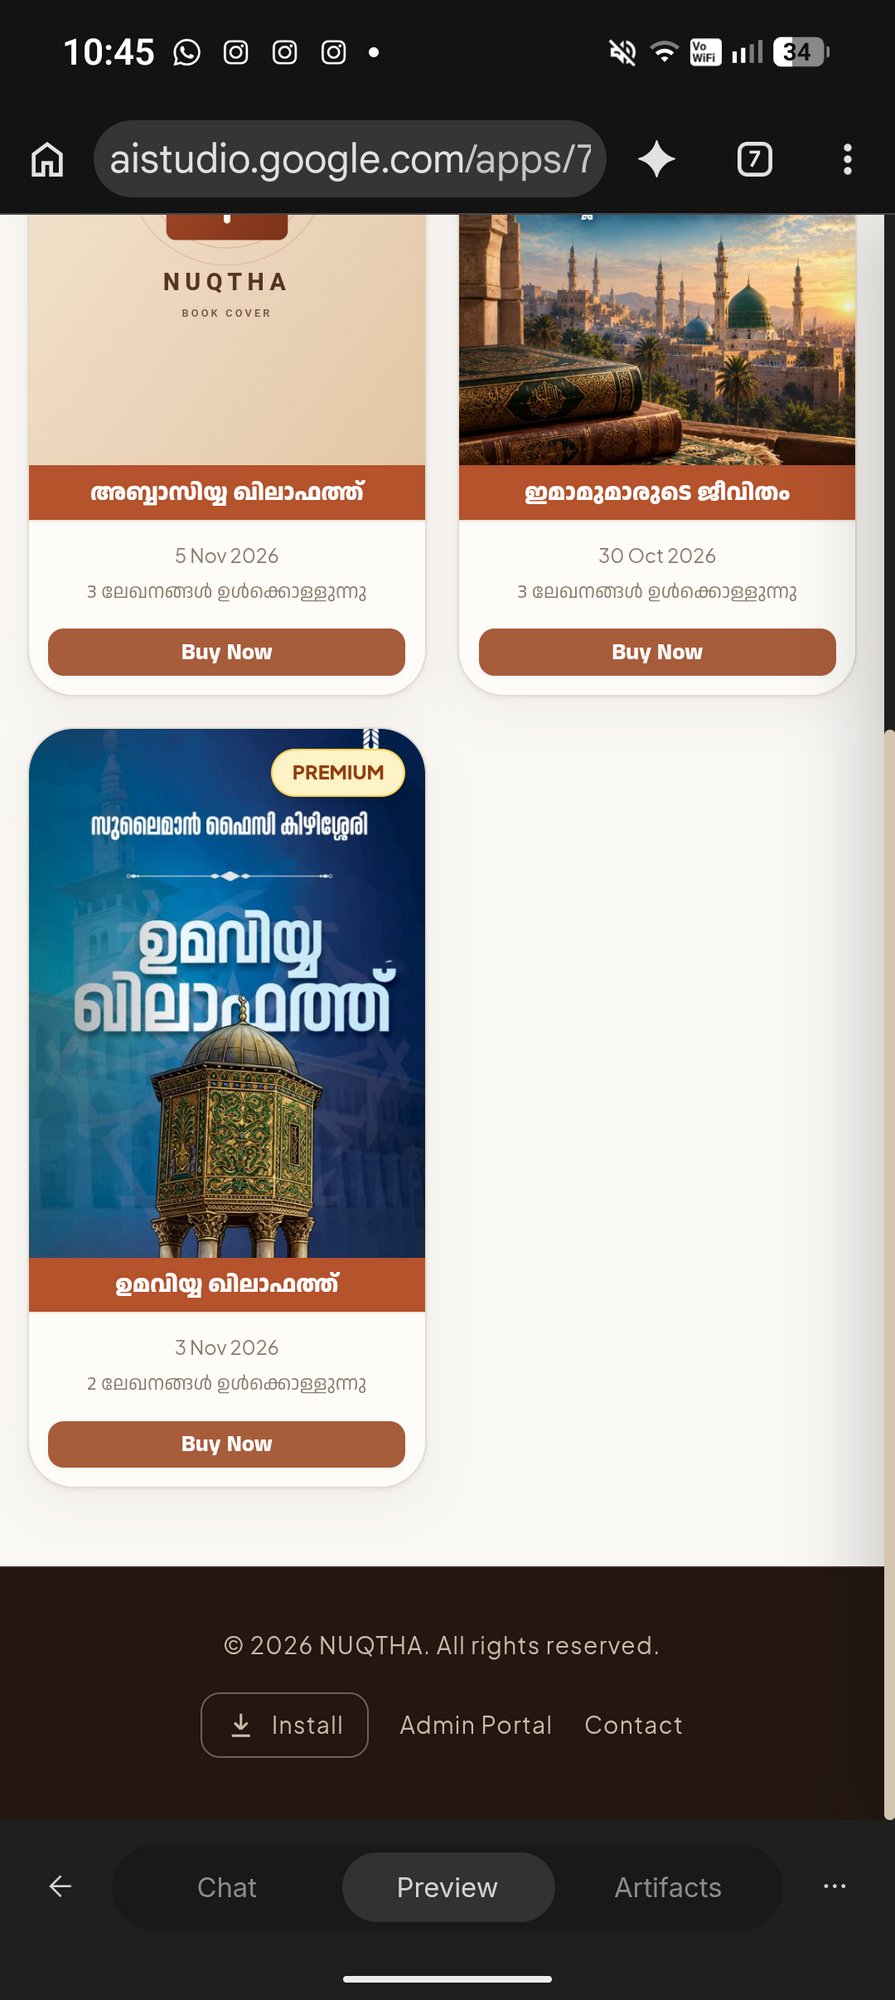 10:45
Vo
WiFi
34
aistudio.google.com/apps/7
7
NUQTHA
BOOK COVER
അബ്ബാസിയ്യ ഖിലാഫത്ത്
5 Nov 2026
3 ലേഖനങ്ങൾ ഉൾക്കൊള്ളുന്നു
Buy Now
ഇമാമുമാരുടെ ജീവിതം
30 Oct 2026
3 ലേഖനങ്ങൾ ഉൾക്കൊള്ളുന്നു
Buy Now
PREMIUM
സുലൈമാൻ ഫൈസി കിഴിശ്ശേരി
ഉമവിയ്യ
ഖിലാഫത്ത്
ഉമവിയ്യ ഖിലാഫത്ത്
3 Nov 2026
2 ലേഖനങ്ങൾ ഉൾക്കൊള്ളുന്നു
Buy Now
© 2026 NUQTHA. All rights reserved.
Install
Admin Portal
Contact
Chat
Preview
Artifacts